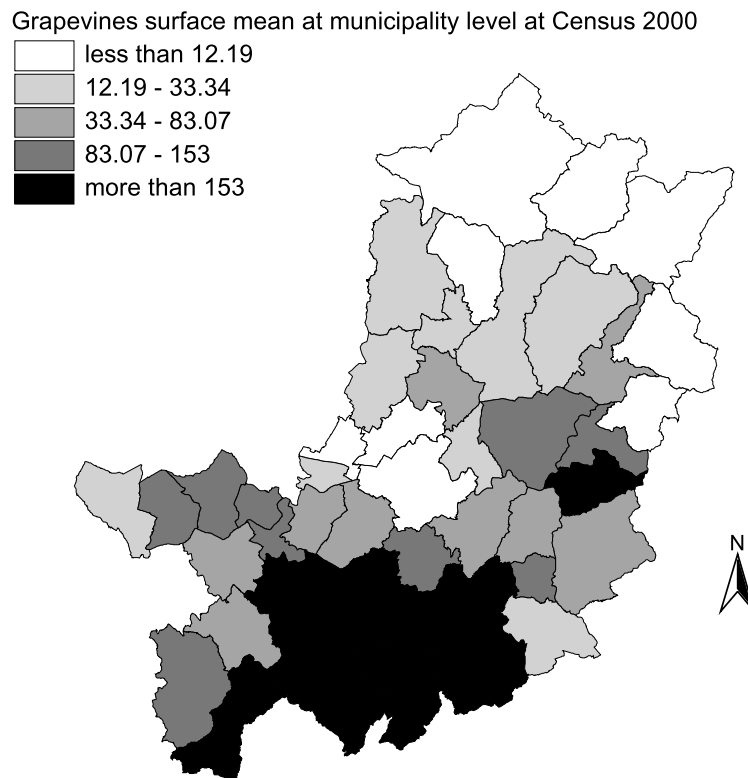 Grapevines surface mean at municipality level at Census 2000
less than 12.19
12.19 - 33.34
33.34 - 83.07
83.07 - 153
more than 153
N